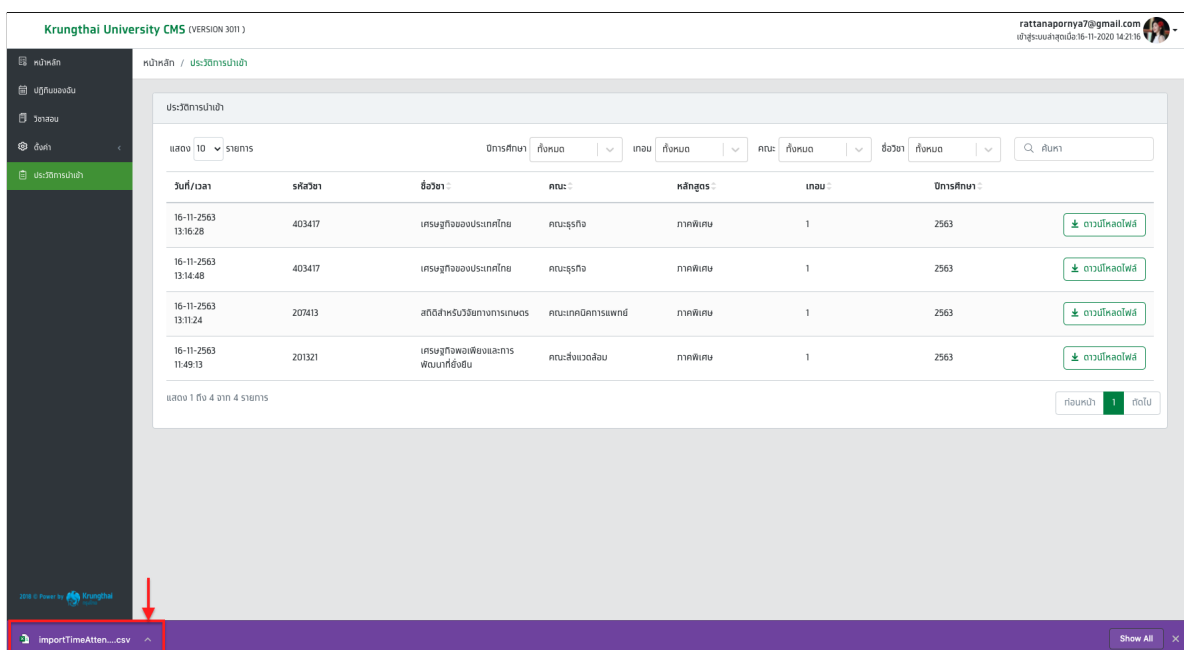 Krungthai University CMS (VERSION 3011 )
rattanapornya7@gmail.com
เข้าสู่ระบบล่าสุดเมื่อ:16-11-2020 14:21:16
หน้าหลัก
ปฏิทินของฉัน
วิชาสอน
ตั้งค่า
ประวัติการนำเข้า
หน้าหลัก / ประวัติการนำเข้า
ประวัติการนำเข้า
แสดง 10 รายการ ปีการศึกษา ทั้งหมด เทอม ทั้งหมด คณะ ทั้งหมด ชื่อวิชา ทั้งหมด ค้นหา
วันที่/เวลา รหัสวิชา ชื่อวิชา คณะ หลักสูตร เทอม ปีการศึกษา
16-11-2563
13:16:28 403417 เศรษฐกิจของประเทศไทย คณะธุรกิจ ภาคพิเศษ 1 2563 ดาวน์โหลดไฟล์
16-11-2563
13:14:48 403417 เศรษฐกิจของประเทศไทย คณะธุรกิจ ภาคพิเศษ 1 2563 ดาวน์โหลดไฟล์
16-11-2563
13:11:24 207413 สถิติสำหรับวิจัยทางการเกษตร คณะเทคนิคการแพทย์ ภาคพิเศษ 1 2563 ดาวน์โหลดไฟล์
16-11-2563
11:49:13 201321 เศรษฐกิจพอเพียงและการ
พัฒนาที่ยั่งยืน คณะสิ่งแวดล้อม ภาคพิเศษ 1 2563 ดาวน์โหลดไฟล์
แสดง 1 ถึง 4 จาก 4 รายการ
ก่อนหน้า 1 ถัดไป
2018 © Power by Krungthai
importTimeAtten....csv
Show All